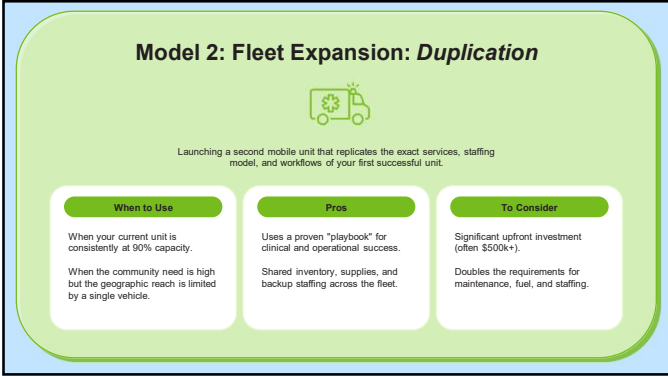 Model 2: Fleet Expansion: Duplication
Launching a second mobile unit that replicates the exact services, staffing
model, and workflows of your first successful unit.
When to Use
When your current unit is
consistently at 90% capacity.
When the community need is high
but the geographic reach is limited
by a single vehicle.
Pros
Uses a proven "playbook" for
clinical and operational success.
Shared inventory, supplies, and
backup staffing across the fleet.
To Consider
Significant upfront investment
(often $500k+).
Doubles the requirements for
maintenance, fuel, and staffing.